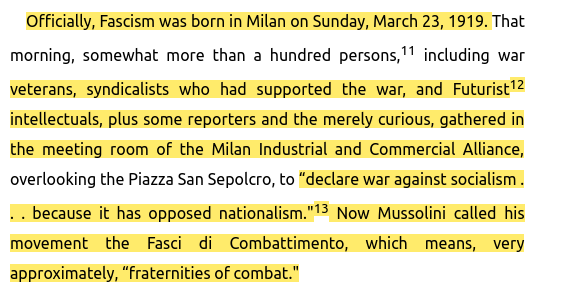 Officially, Fascism was born in Milan on Sunday, March 23, 1919. That
morning, somewhat more than a hundred persons,11 including war
veterans, syndicalists who had supported the war, and Futurist12
intellectuals, plus some reporters and the merely curious, gathered in
the meeting room of the Milan Industrial and Commercial Alliance,
overlooking the Piazza San Sepolcro, to “declare war against socialism .
. . because it has opposed nationalism."13 Now Mussolini called his
movement the Fasci di Combattimento, which means, very
approximately, “fraternities of combat."